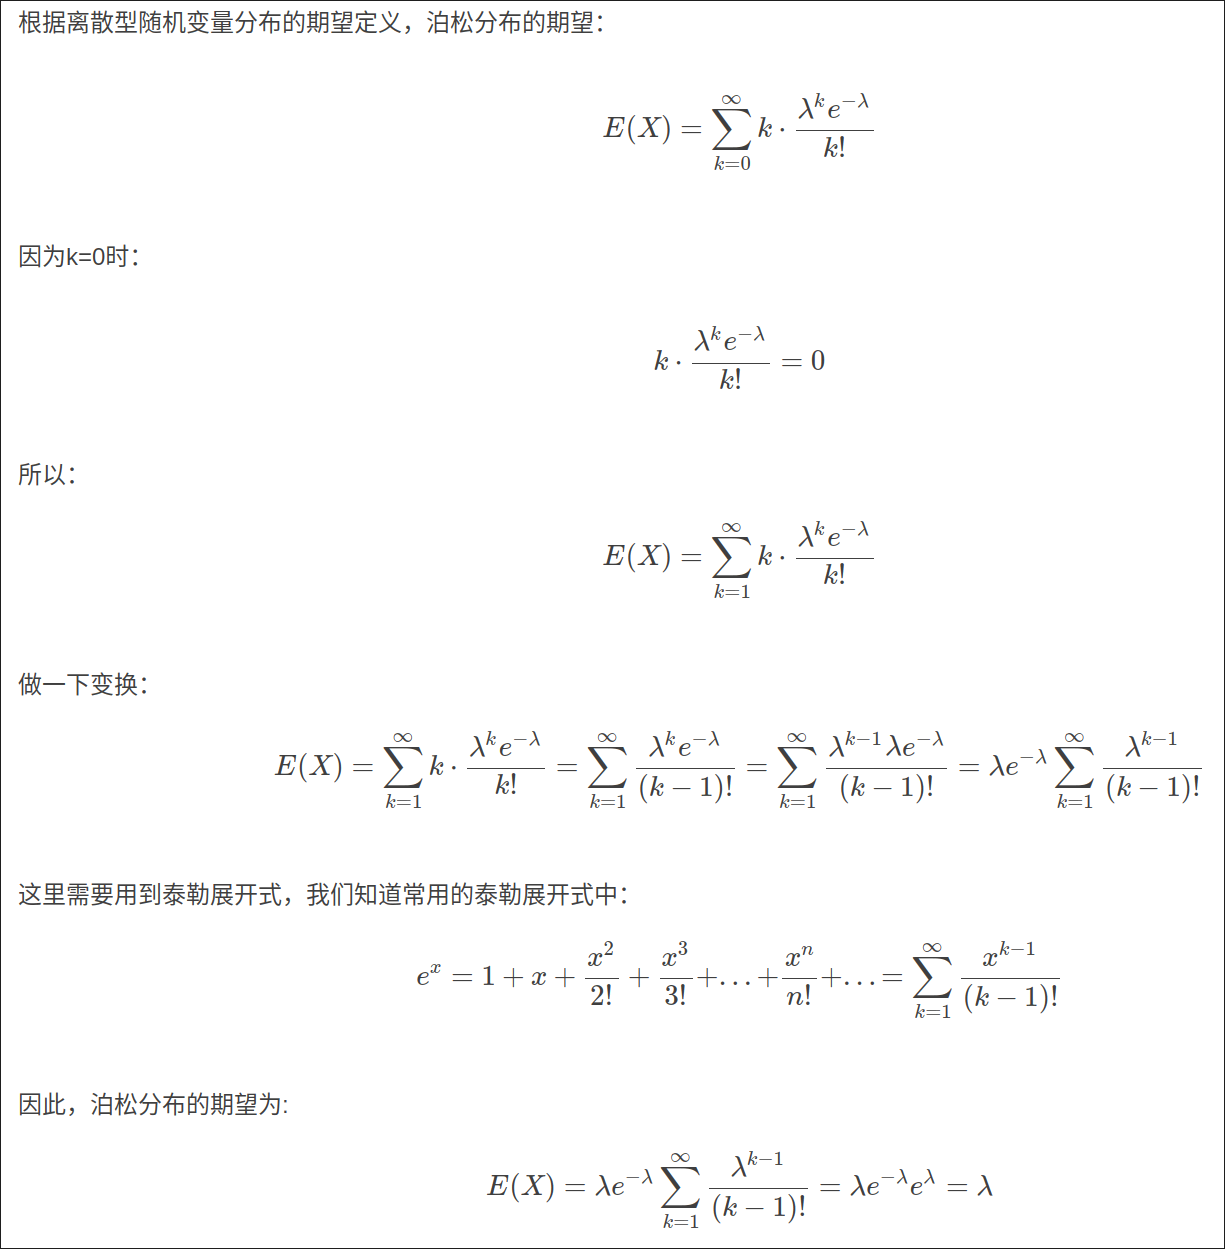 根据离散型随机变量分布的期望定义，泊松分布的期望：
$$E(X) = \sum_{k=0}^{\infty} k \cdot \frac{\lambda^k e^{-\lambda}}{k!}$$
因为k=0时：
$$k \cdot \frac{\lambda^k e^{-\lambda}}{k!} = 0$$
所以：
$$E(X) = \sum_{k=1}^{\infty} k \cdot \frac{\lambda^k e^{-\lambda}}{k!}$$
做一下变换：
$$E(X) = \sum_{k=1}^{\infty} k \cdot \frac{\lambda^k e^{-\lambda}}{k!} = \sum_{k=1}^{\infty} \frac{\lambda^k e^{-\lambda}}{(k-1)!} = \sum_{k=1}^{\infty} \frac{\lambda^{k-1} \lambda e^{-\lambda}}{(k-1)!} = \lambda e^{-\lambda} \sum_{k=1}^{\infty} \frac{\lambda^{k-1}}{(k-1)!}$$
这里需要用到泰勒展开式，我们知道常用的泰勒展开式中：
$$e^x = 1 + x + \frac{x^2}{2!} + \frac{x^3}{3!} + \ldots + \frac{x^n}{n!} + \ldots = \sum_{k=1}^{\infty} \frac{x^{k-1}}{(k-1)!}$$
因此，泊松分布的期望为:
$$E(X) = \lambda e^{-\lambda} \sum_{k=1}^{\infty} \frac{\lambda^{k-1}}{(k-1)!} = \lambda e^{-\lambda} e^{\lambda} = \lambda$$